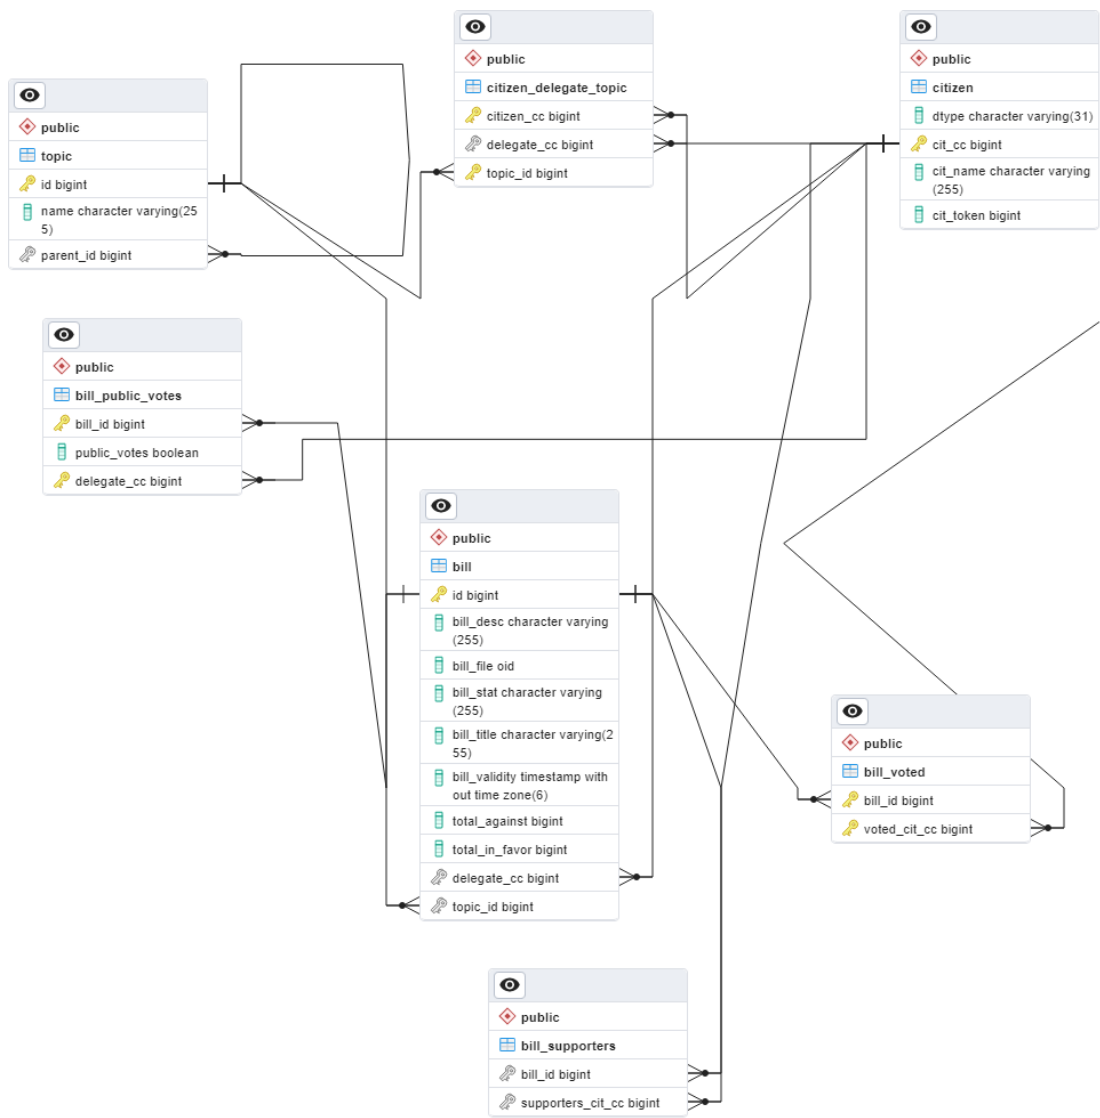 public
citizen_delegate_topic
citizen_cc bigint
delegate_cc bigint
topic_id bigint
public
citizen
dtype character varying(31)
cit_cc bigint
cit_name character varying
(255)
cit_token bigint
public
topic
id bigint
name character varying(25
5)
parent_id bigint
public
bill_public_votes
bill_id bigint
public_votes boolean
delegate_cc bigint
public
bill
id bigint
bill_desc character varying
(255)
bill_file oid
bill_stat character varying
(255)
bill_title character varying(2
55)
bill_validity timestamp with
out time zone(6)
total_against bigint
total_in_favor bigint
delegate_cc bigint
topic_id bigint
public
bill_voted
bill_id bigint
voted_cit_cc bigint
public
bill_supporters
bill_id bigint
supporters_cit_cc bigint